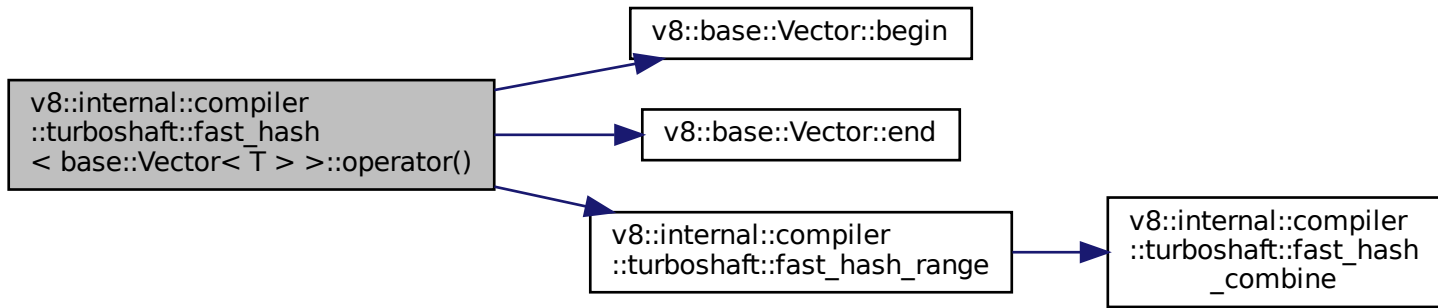 v8::internal::compiler
::turboshaft::fast_hash
< base::Vector< T > >::operator()
v8::base::Vector::begin
v8::base::Vector::end
v8::internal::compiler
::turboshaft::fast_hash_range
v8::internal::compiler
::turboshaft::fast_hash
_combine